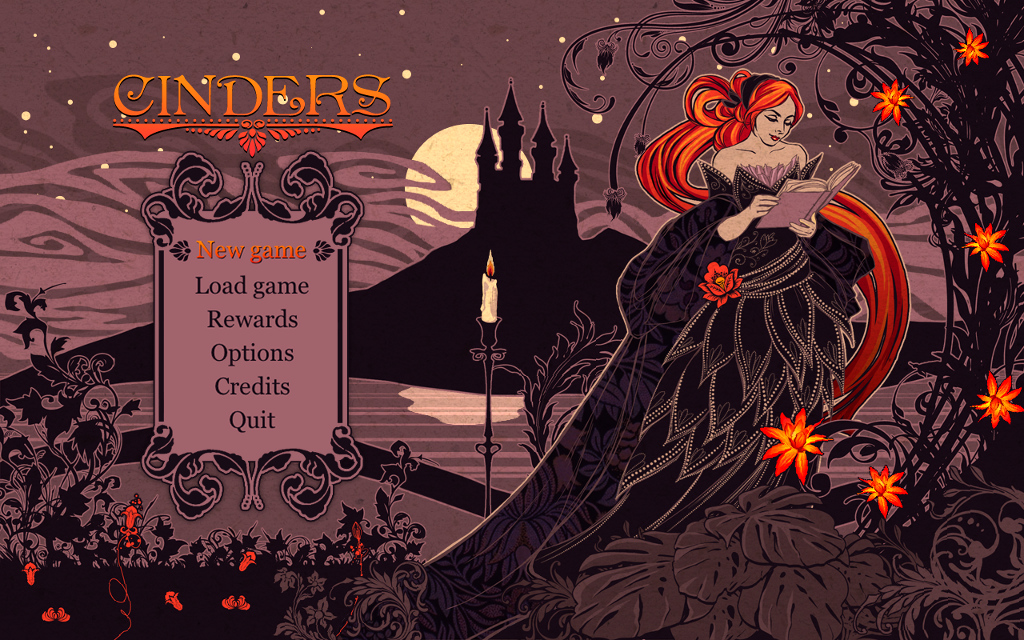 CINDERS
New game
Load game
Rewards
Options
Credits
Quit